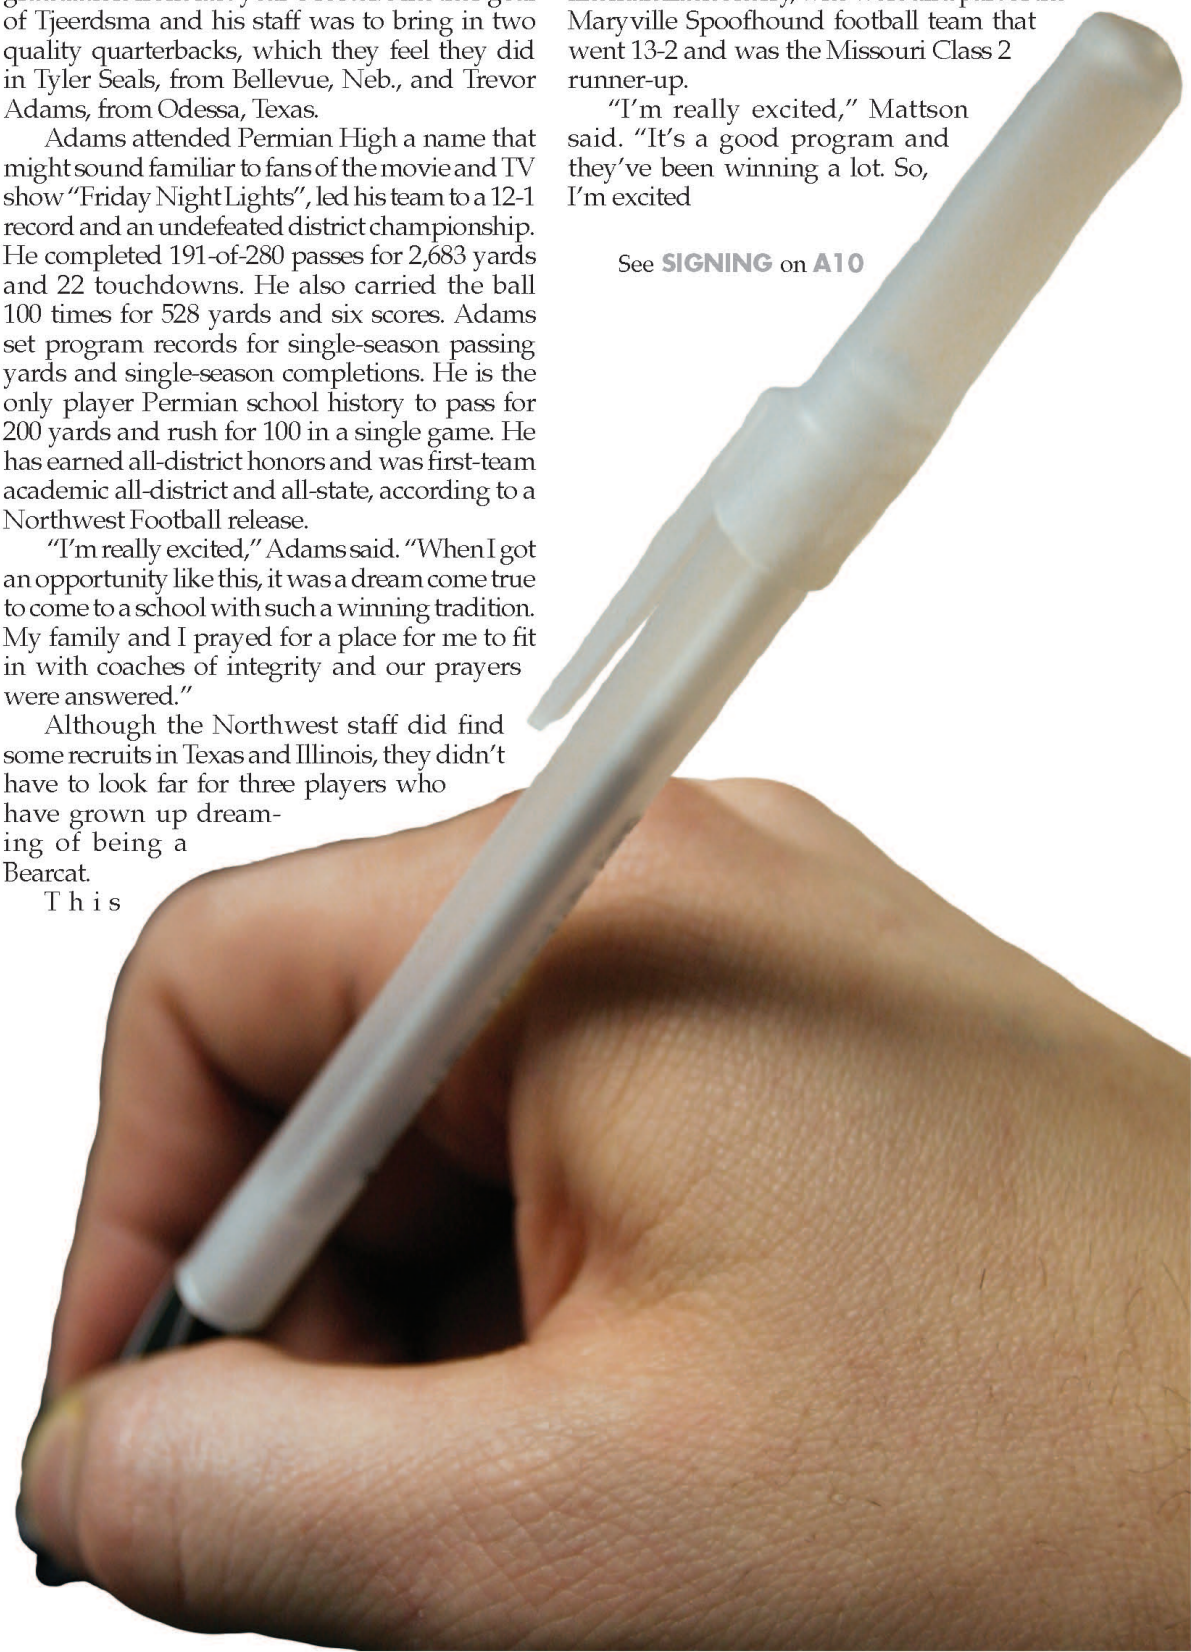 of Tjeerdsma and his staff was to bring in two
quality quarterbacks, which they feel they did
in Tyler Seals, from Bellevue, Neb., and Trevor
Adams, from Odessa, Texas.
Adams attended Permian High a name that
might sound familiar to fans of the movie and TV
show “Friday Night Lights”, led his team to a 12-1
record and an undefeated district championship.
He completed 191-of-280 passes for 2,683 yards
and 22 touchdowns. He also carried the ball
100 times for 528 yards and six scores. Adams
set program records for single-season passing
yards and single-season completions. He is the
only player Permian school history to pass for
200 yards and rush for 100 in a single game. He
has earned all-district honors and was first-team
academic all-district and all-state, according to a
Northwest Football release.
“I’m really excited,” Adams said. “When I got
an opportunity like this, it was a dream come true
to come to a school with such a winning tradition.
My family and I prayed for a place for me to fit
in with coaches of integrity and our prayers
were answered.”
Although the Northwest staff did find
some recruits in Texas and Illinois, they didn’t
have to look far for three players who
have grown up dream-
ing of being a
Bearcat.
This
Maryville Spoofhound football team that
went 13-2 and was the Missouri Class 2
runner-up.
“I’m really excited,” Mattson
said. “It’s a good program and
they’ve been winning a lot. So,
I’m excited
See SIGNING on A10